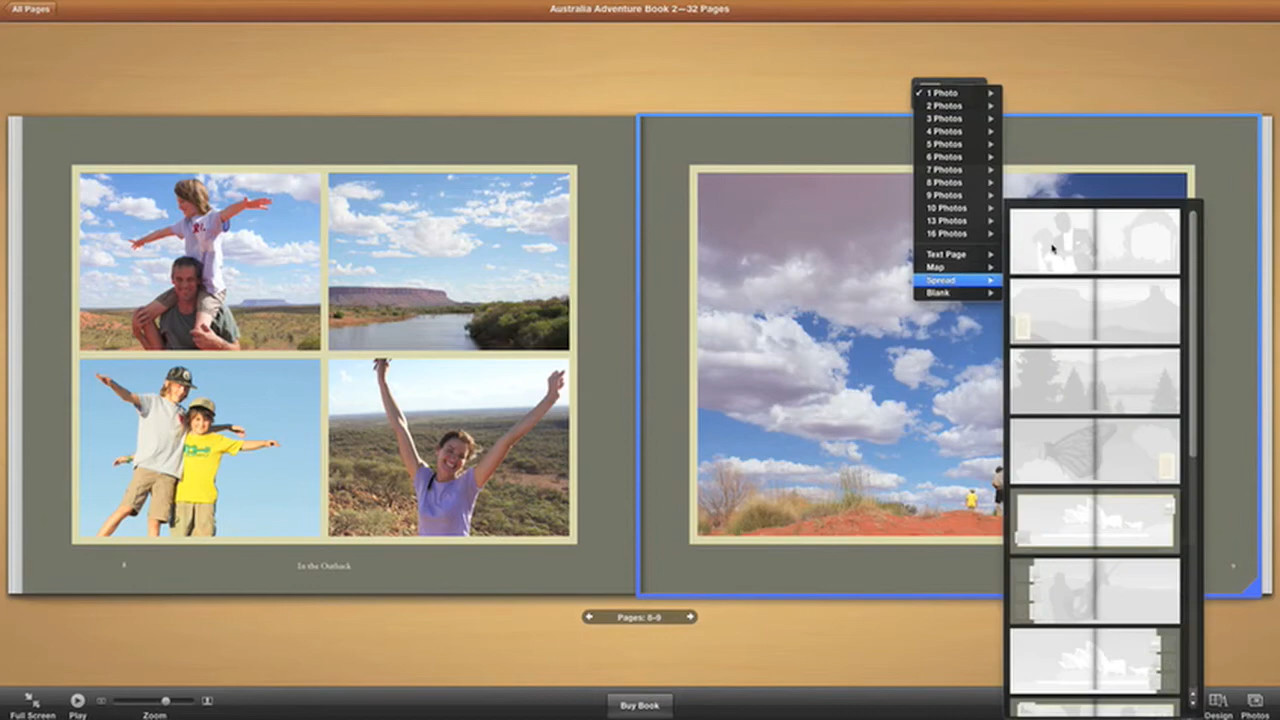 All Pages
Australia Adventure Book 2—32 Pages
1 Photo
2 Photos
3 Photos
4 Photos
5 Photos
6 Photos
7 Photos
8 Photos
9 Photos
10 Photos
13 Photos
16 Photos
Text Page
Map
Spread
Blank
8
In the Outback
9
Pages: 8-9
Full Screen
Play
Zoom
Buy Book
Design
Photos